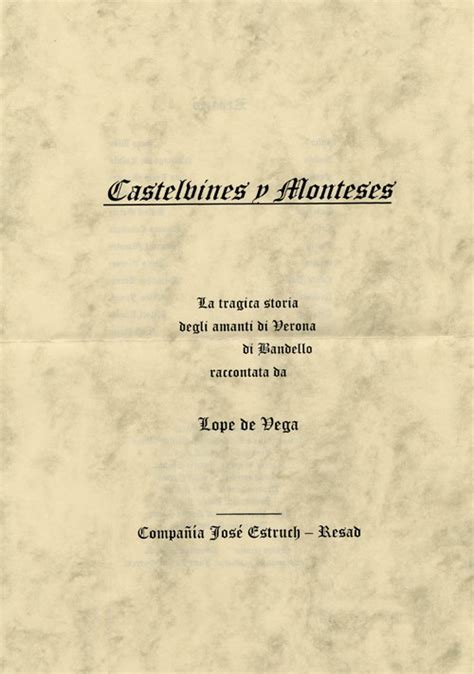 Castelvines y Monteses
La tragica storia
degli amanti di Verona
di Bandello
raccontata da
Lope de Vega
Compañía José Estruch – Resad